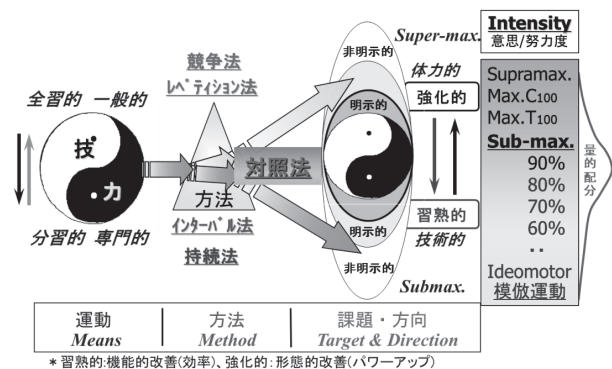 Super-max.
Intensity
意思/努力度
非明示的
競争法
レペティション法
体力的
強化的
明示的
全習的 一般的
技
力
対照法
方法
分習的 専門的
インターバル法
持続法
習熟的
技術的
明示的
非明示的
Submax.
Supramax.
Max.C100
Max.T100
Sub-max.
90%
80%
70%
60%
..
Ideomotor
模倣運動
量的配分
運動 方法 課題・方向
Means Method Target & Direction
*習熟的:機能的改善(効率)、強化的:形態的改善(パワーアップ)